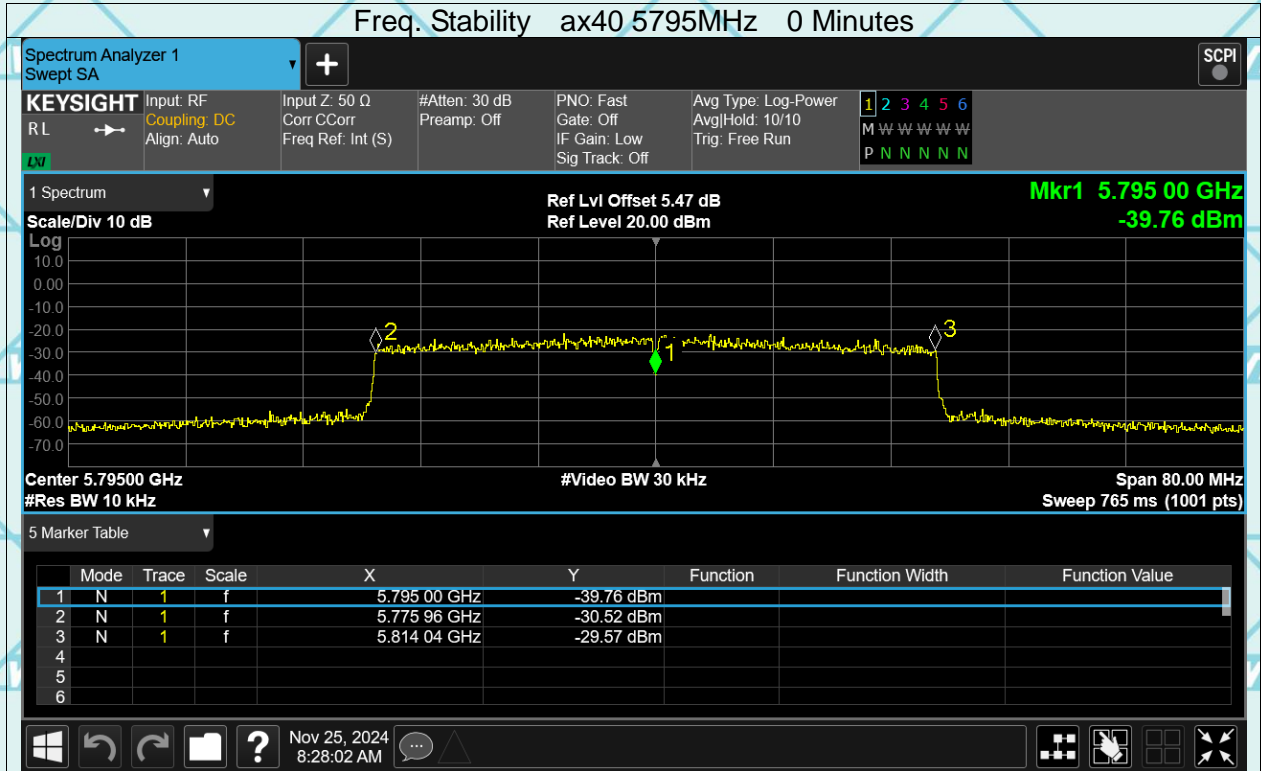 Freq. Stability ax40 5795MHz 0 Minutes
Spectrum Analyzer 1
Swept SA
+
SCPI
KEYSIGHT
RL
LXI
Input: RF
Coupling: DC
Align: Auto
Input Z: 50 Ω
Corr CCorr
Freq Ref: Int (S)
#Atten: 30 dB
Preamp: Off
PNO: Fast
Gate: Off
IF Gain: Low
Sig Track: Off
Avg Type: Log-Power
Avg|Hold: 10/10
Trig: Free Run
1 2 3 4 5 6
M W W W W W
P N N N N N
1 Spectrum
Scale/Div 10 dB
Ref Lvl Offset 5.47 dB
Ref Level 20.00 dBm
Mkr1 5.795 00 GHz
-39.76 dBm
Log
10.0
0.00
-10.0
-20.0
-30.0
-40.0
-50.0
-60.0
-70.0
2
1
3
Center 5.79500 GHz
#Res BW 10 kHz
#Video BW 30 kHz
Span 80.00 MHz
Sweep 765 ms (1001 pts)
5 Marker Table
Mode Trace Scale X Y Function Function Width Function Value
1 N 1 f 5.795 00 GHz -39.76 dBm
2 N 1 f 5.775 96 GHz -30.52 dBm
3 N 1 f 5.814 04 GHz -29.57 dBm
4
5
6
?
Nov 25, 2024
8:28:02 AM